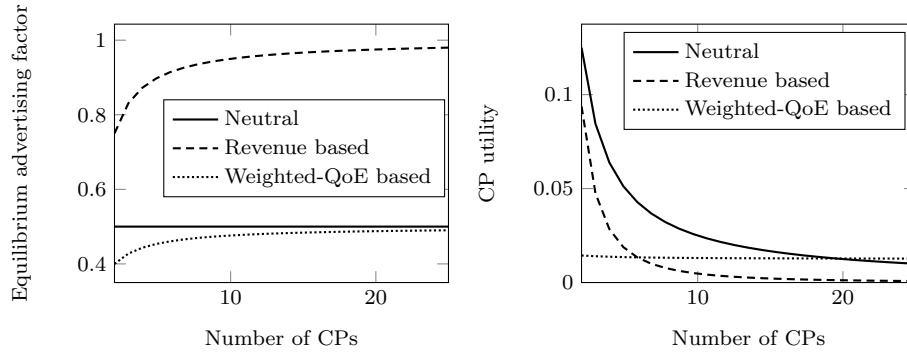 Equilibrium advertising factor
1
0.8
0.6
0.4
Neutral
Revenue based
Weighted-QoE based
10
20
Number of CPs
CP utility
0.1
0.05
0
Neutral
Revenue based
Weighted-QoE based
10
20
Number of CPs